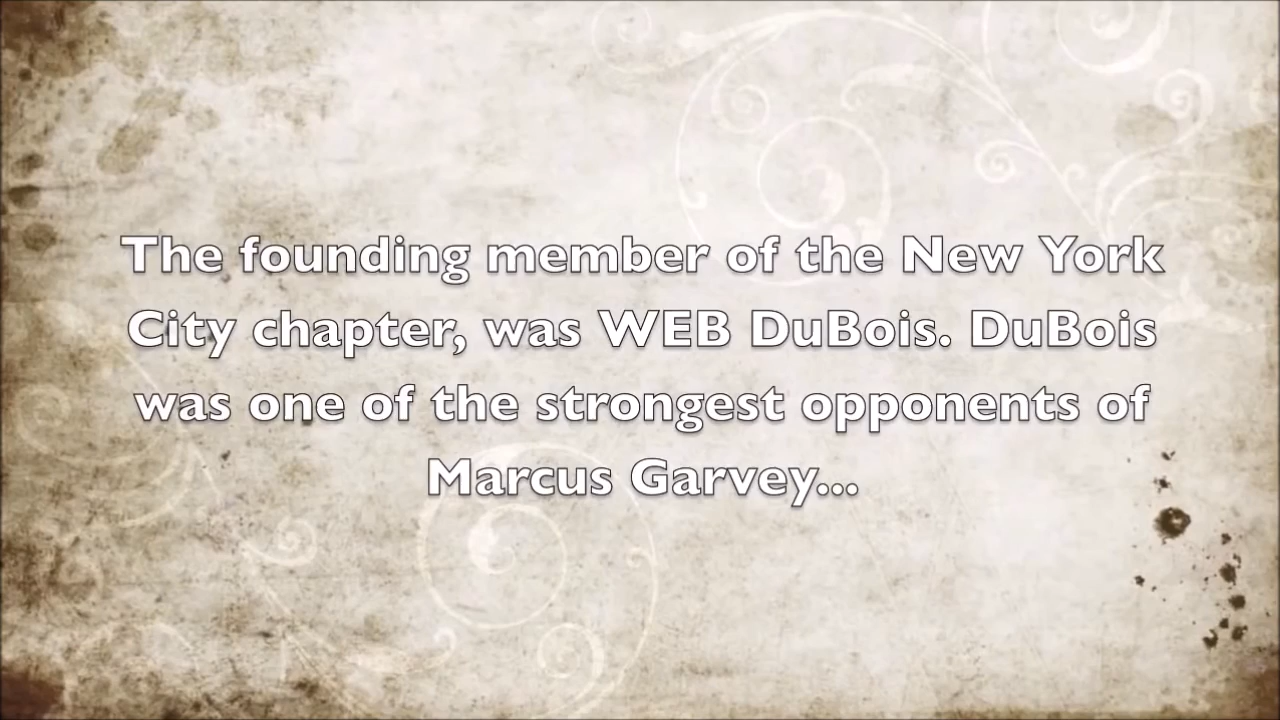 The founding member of the New York
City chapter, was WEB DuBois. DuBois
was one of the strongest opponents of
Marcus Garvey...